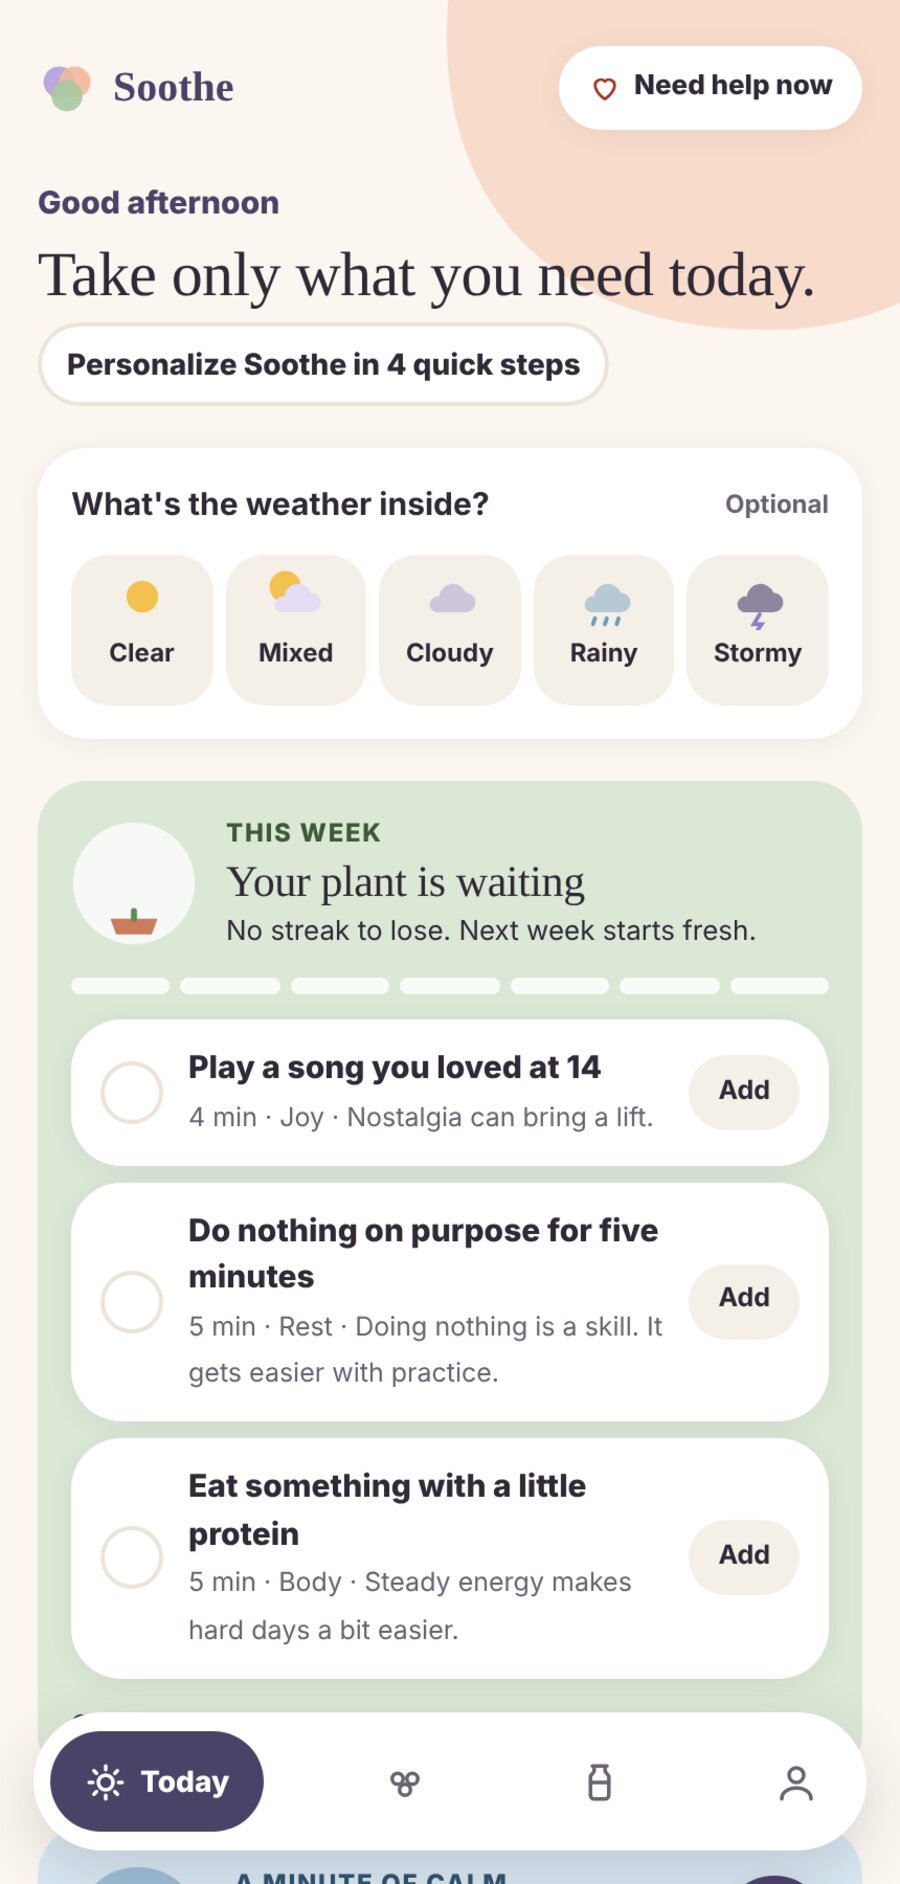 Soothe
Need help now
Good afternoon
Take only what you need today.
Personalize Soothe in 4 quick steps
What's the weather inside?
Optional
Clear
Mixed
Cloudy
Rainy
Stormy
THIS WEEK
Your plant is waiting
No streak to lose. Next week starts fresh.
Play a song you loved at 14
4 min · Joy · Nostalgia can bring a lift.
Add
Do nothing on purpose for five
minutes
5 min · Rest · Doing nothing is a skill. It
gets easier with practice.
Add
Eat something with a little
protein
5 min · Body · Steady energy makes
hard days a bit easier.
Add
Today
A MINUTE OF CALM